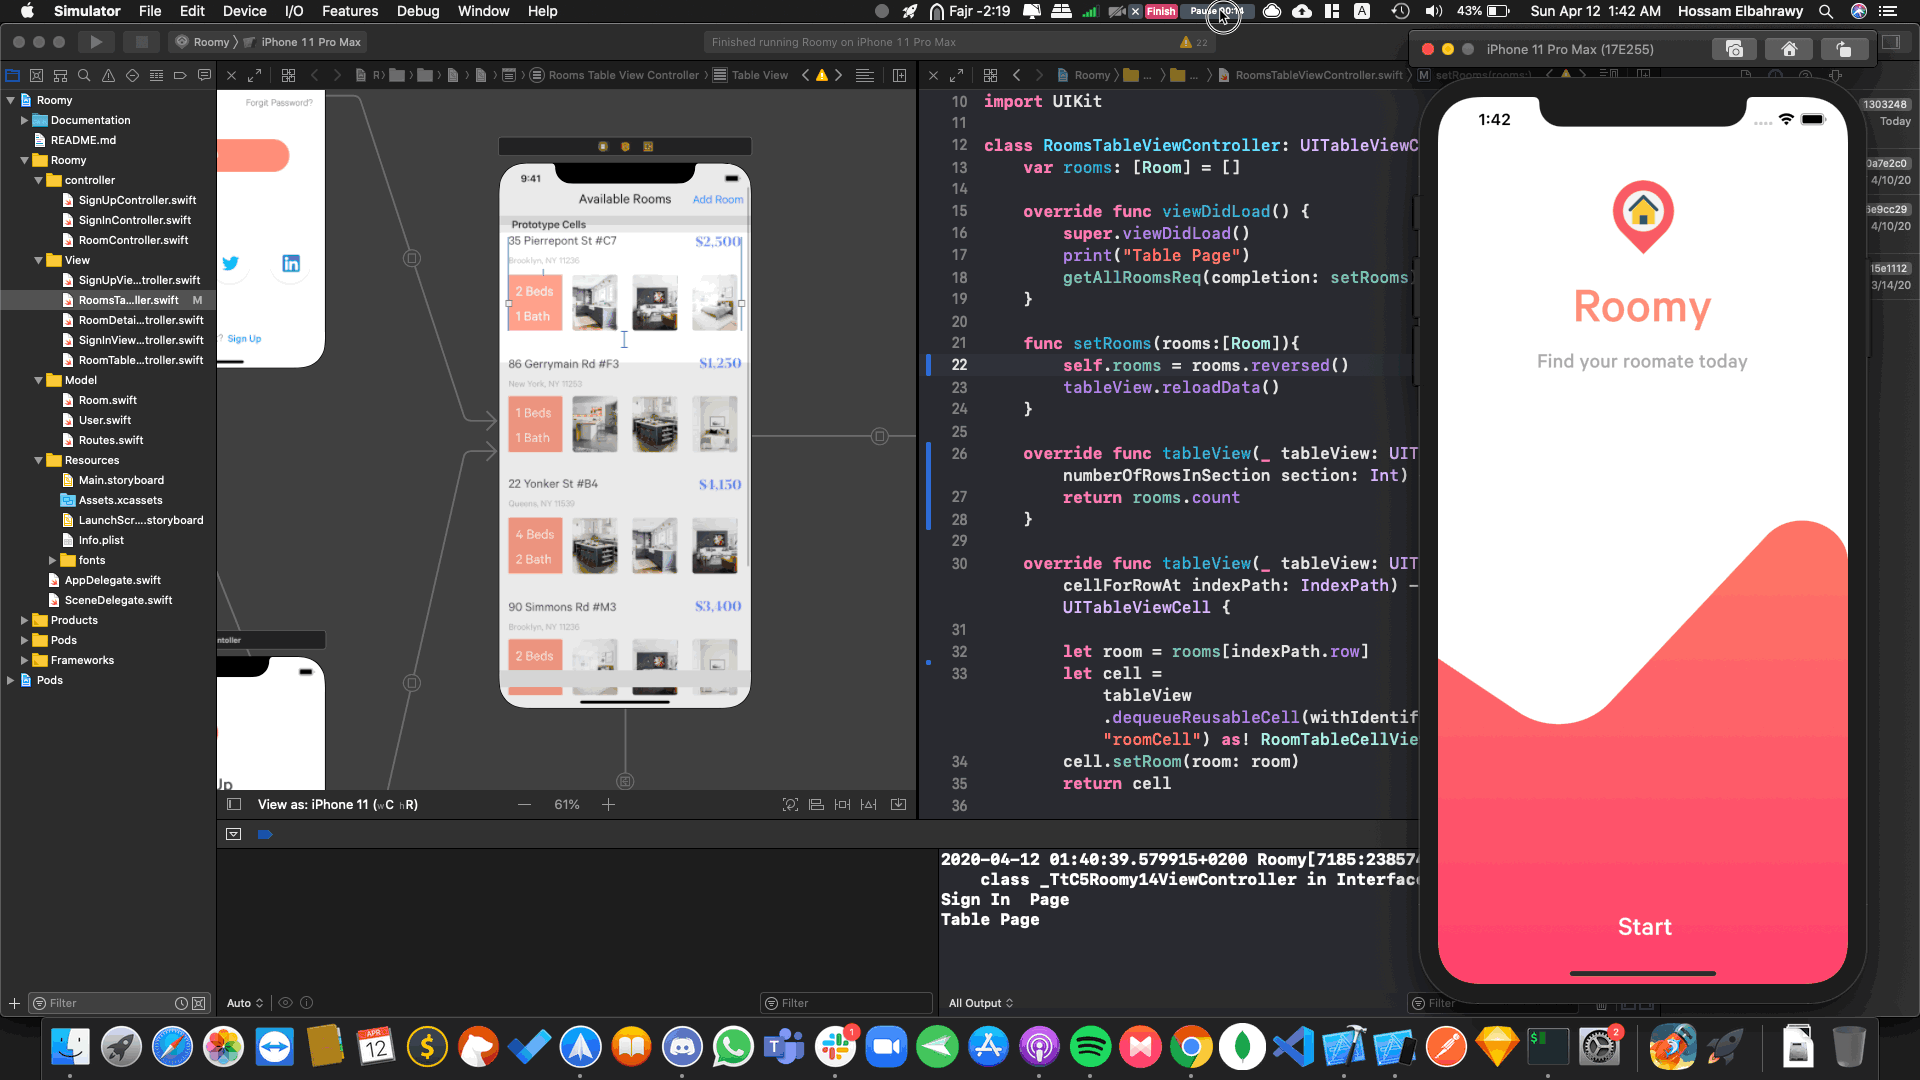 Simulator File Edit Device I/O Features Debug Window Help
Fajr -2:19 Finish Pause 43% Sun Apr 12 1:42 AM Hossam Elbahrawy
Roomy iPhone 11 Pro Max
Finished running Roomy on iPhone 11 Pro Max 22
iPhone 11 Pro Max (17E255)
Rooms Table View Controller Table View
Roomy ... ... RoomsTableViewController.swift M setRooms(rooms:)
Roomy
Documentation
README.md
Roomy
controller
SignUpController.swift
SignInController.swift
RoomController.swift
View
SignUpVie...troller.swift
RoomsTa...ller.swift M
RoomDetai...troller.swift
SignInView...troller.swift
RoomTable...troller.swift
Model
Room.swift
User.swift
Routes.swift
Resources
Main.storyboard
Assets.xcassets
LaunchScr....storyboard
Info.plist
fonts
AppDelegate.swift
SceneDelegate.swift
Products
Pods
Frameworks
Pods
Filter
Forgit Password?
? Sign Up
ntoller
Up
9:41
Available Rooms Add Room
Prototype Cells
35 Pierrepont St #C7 $2,500
Brooklyn, NY 11236
2 Beds
1 Bath
86 Gerrymain Rd #F3 $1,250
New York, NY 11253
1 Beds
1 Bath
22 Yonker St #B4 $4,150
Queens, NY 11539
4 Beds
2 Bath
90 Simmons Rd #M3 $3,400
Brooklyn, NY 11236
2 Beds
View as: iPhone 11 (wC hR) 61%
10 import UIKit
11
12 class RoomsTableViewController: UITableViewC
13 var rooms: [Room] = []
14
15 override func viewDidLoad() {
16 super.viewDidLoad()
17 print("Table Page")
18 getAllRoomsReq(completion: setRooms)
19 }
20
21 func setRooms(rooms:[Room]){
22 self.rooms = rooms.reversed()
23 tableView.reloadData()
24 }
25
26 override func tableView(_ tableView: UIT
numberOfRowsInSection section: Int)
27 return rooms.count
28 }
29
30 override func tableView(_ tableView: UIT
cellForRowAt indexPath: IndexPath) -
UITableViewCell {
31
32 let room = rooms[indexPath.row]
33 let cell =
tableView
.dequeueReusableCell(withIdentif
"roomCell") as! RoomTableCellVie
34 cell.setRoom(room: room)
35 return cell
36
1:42
Roomy
Find your roomate today
Start
1303248
Today
0a7e2c0
4/10/20
5e9cc29
4/10/20
15e1112
3/14/20
2020-04-12 01:40:39.579915+0200 Roomy[7185:238574
class _TtC5Roomy14ViewController in Interfac
Sign In Page
Table Page
Auto Filter All Output Filter
APR
12
1
2